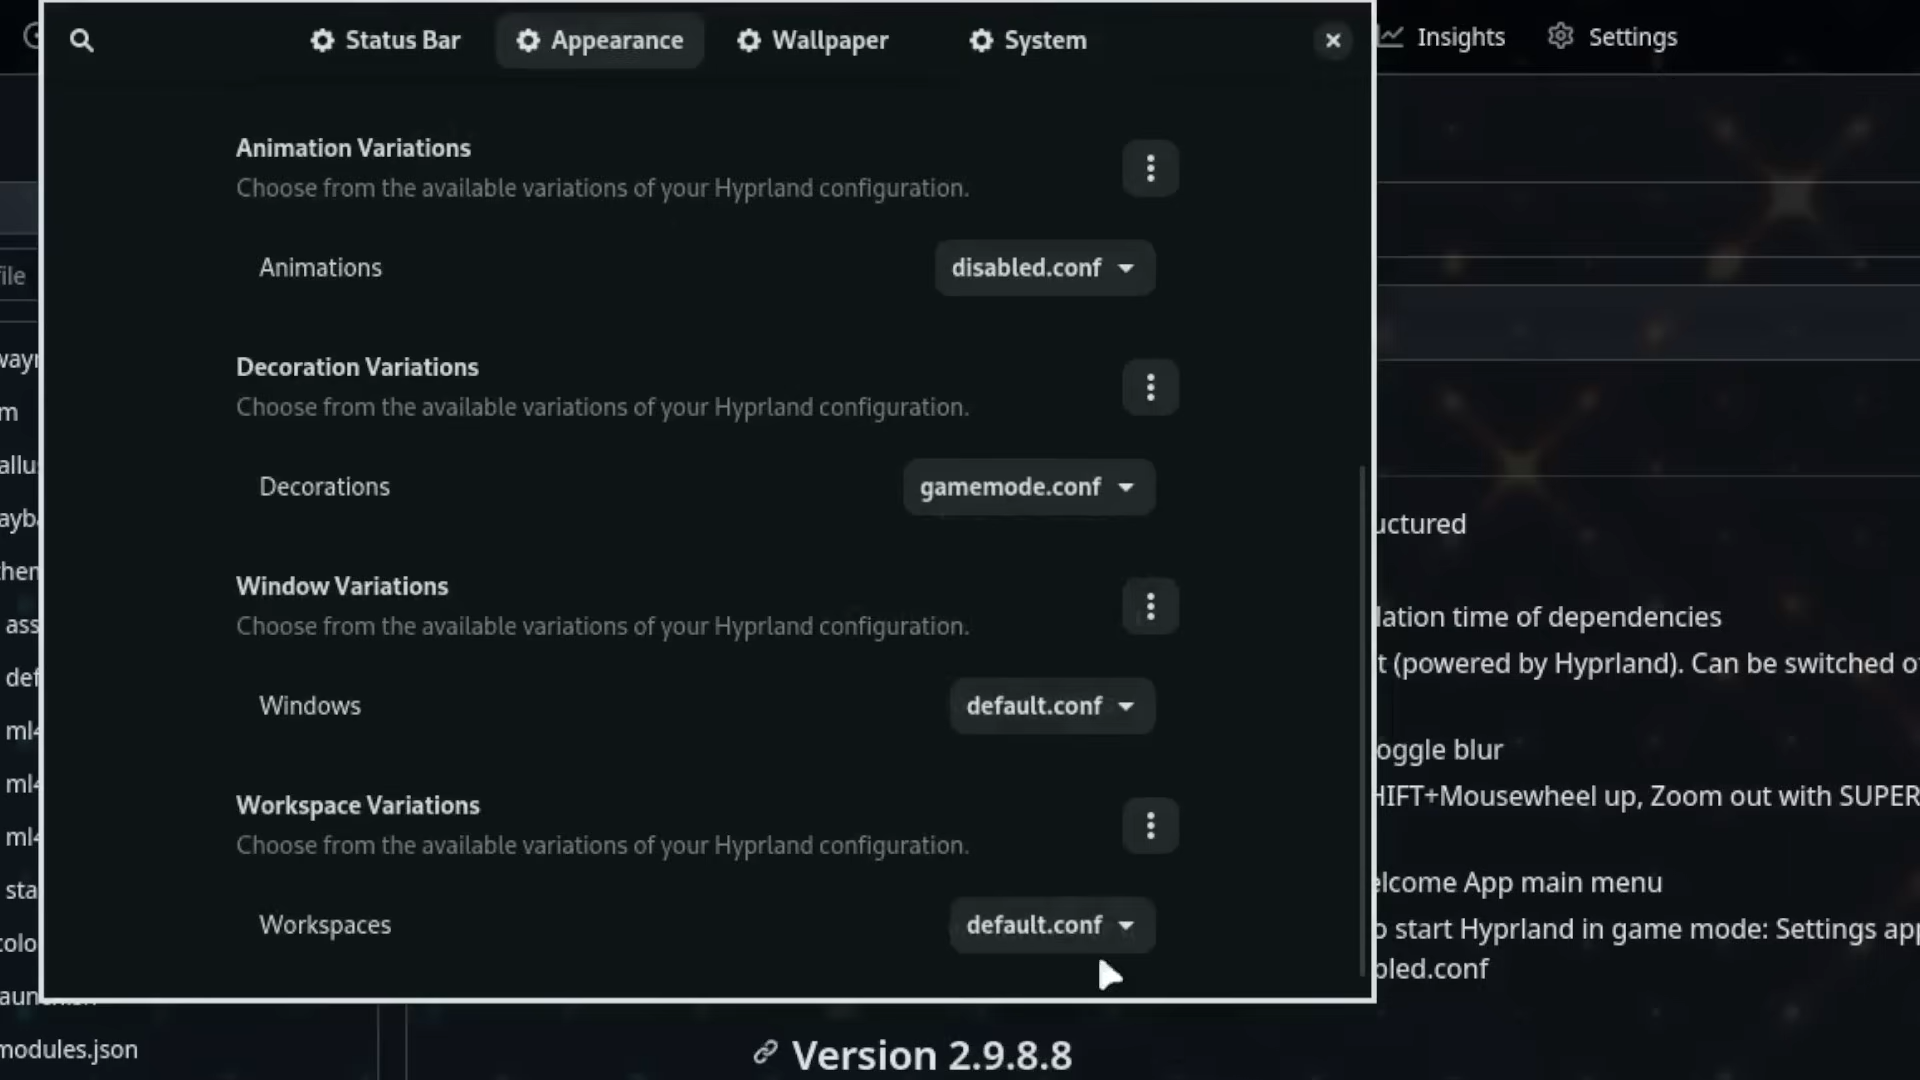 Status Bar
Appearance
Wallpaper
System
Insights
Settings
Animation Variations
Choose from the available variations of your Hyprland configuration.
Animations
disabled.conf
Decoration Variations
Choose from the available variations of your Hyprland configuration.
Decorations
gamemode.conf
Window Variations
Choose from the available variations of your Hyprland configuration.
Windows
default.conf
Workspace Variations
Choose from the available variations of your Hyprland configuration.
Workspaces
default.conf
file
ass
def
sta
modules.json
uctured
lation time of dependencies
t (powered by Hyprland). Can be switched
oggle blur
HIFT+Mousewheel up, Zoom out with SUPER
elcome App main menu
o start Hyprland in game mode: Settings app
bled.conf
Version 2.9.8.8